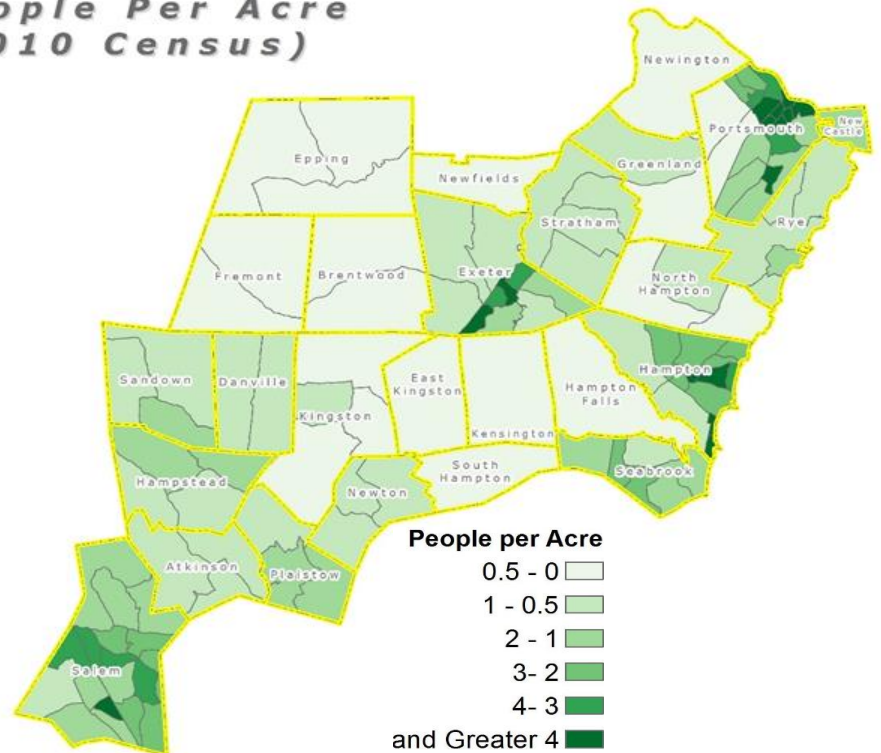 ople Per Acre
010 Census)
Newington
Portsmouth
New
Castle
Epping
Newfields
Greenland
Stratham
Rye
Fremont
Brentwood
Exeter
North
Hampton
Sandown
Danville
Kingston
East
Kingston
Kensington
Hampton
Falls
Hampton
Hampstead
Newton
South
Hampton
Seabrook
Atkinson
Plaistow
Salem
People per Acre
0.5 - 0
1 - 0.5
2 - 1
3- 2
4- 3
and Greater 4